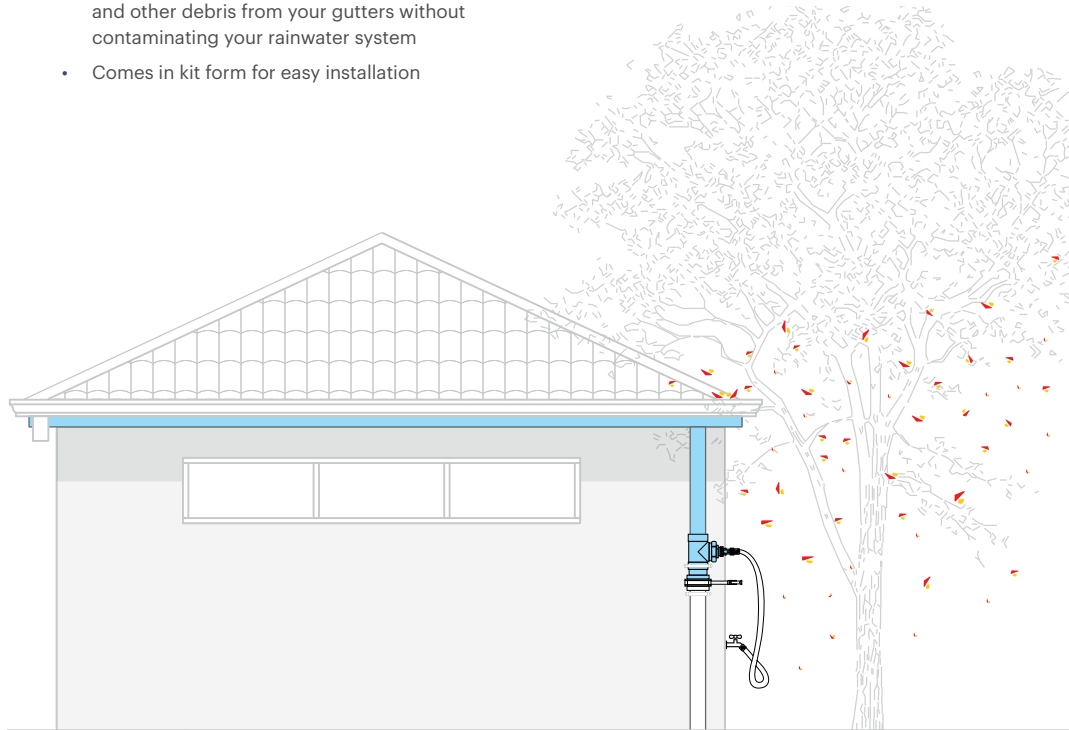 and other debris from your gutters without
contaminating your rainwater system
• Comes in kit form for easy installation